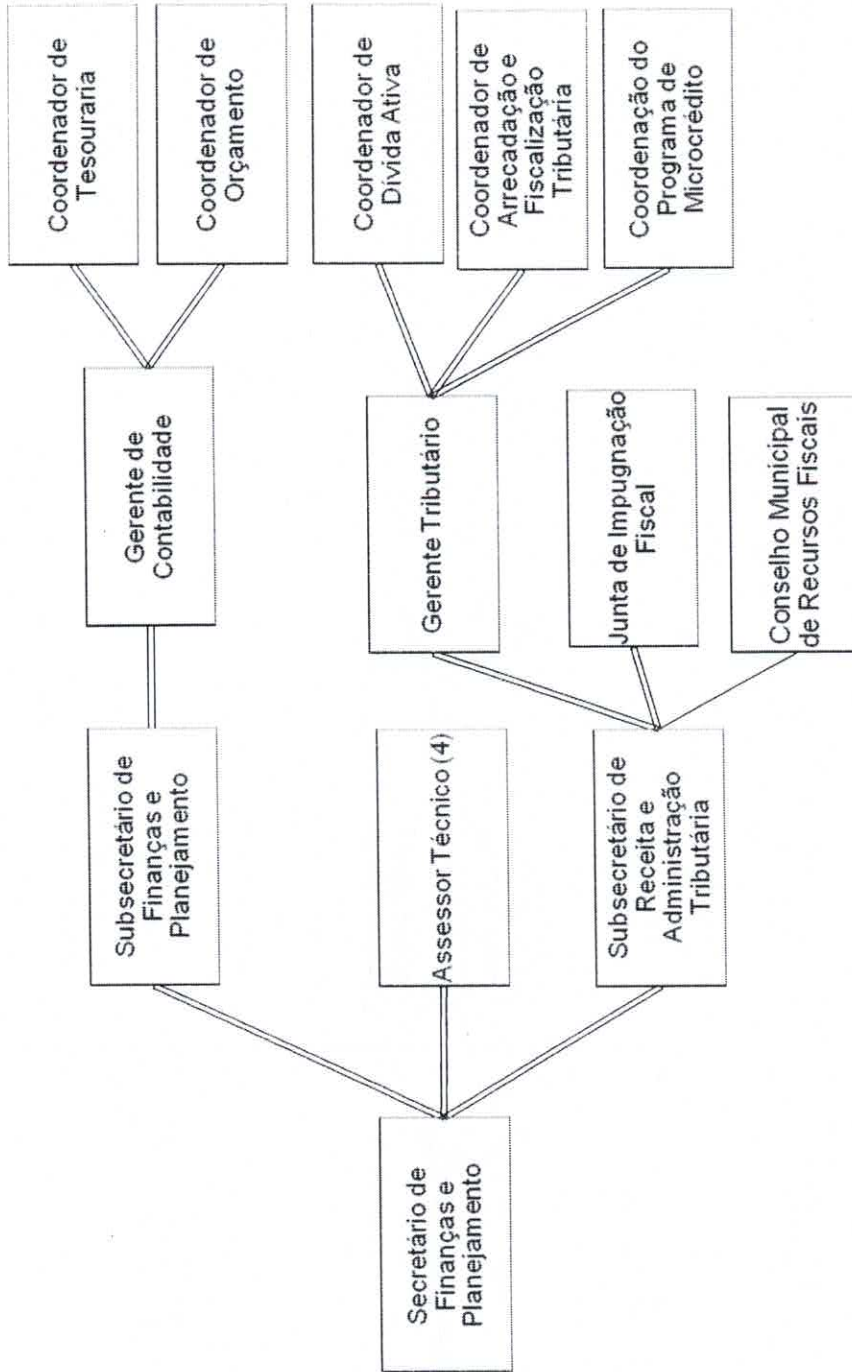 Secretário de
Finanças e
Planejamento
Subsecretário de
Finanças e
Planejamento
Assessor Técnico (4)
Subsecretário de
Receita e
Administração
Tributária
Gerente de
Contabilidade
Gerente Tributário
Junta de Impugnação
Fiscal
Conselho Municipal
de Recursos Fiscais
Coordenador de
Tesouraria
Coordenador de
Orçamento
Coordenador de
Dívida Ativa
Coordenador de
Arrecadação e
Fiscalização
Tributária
Coordenação do
Programa de
Microcrédito